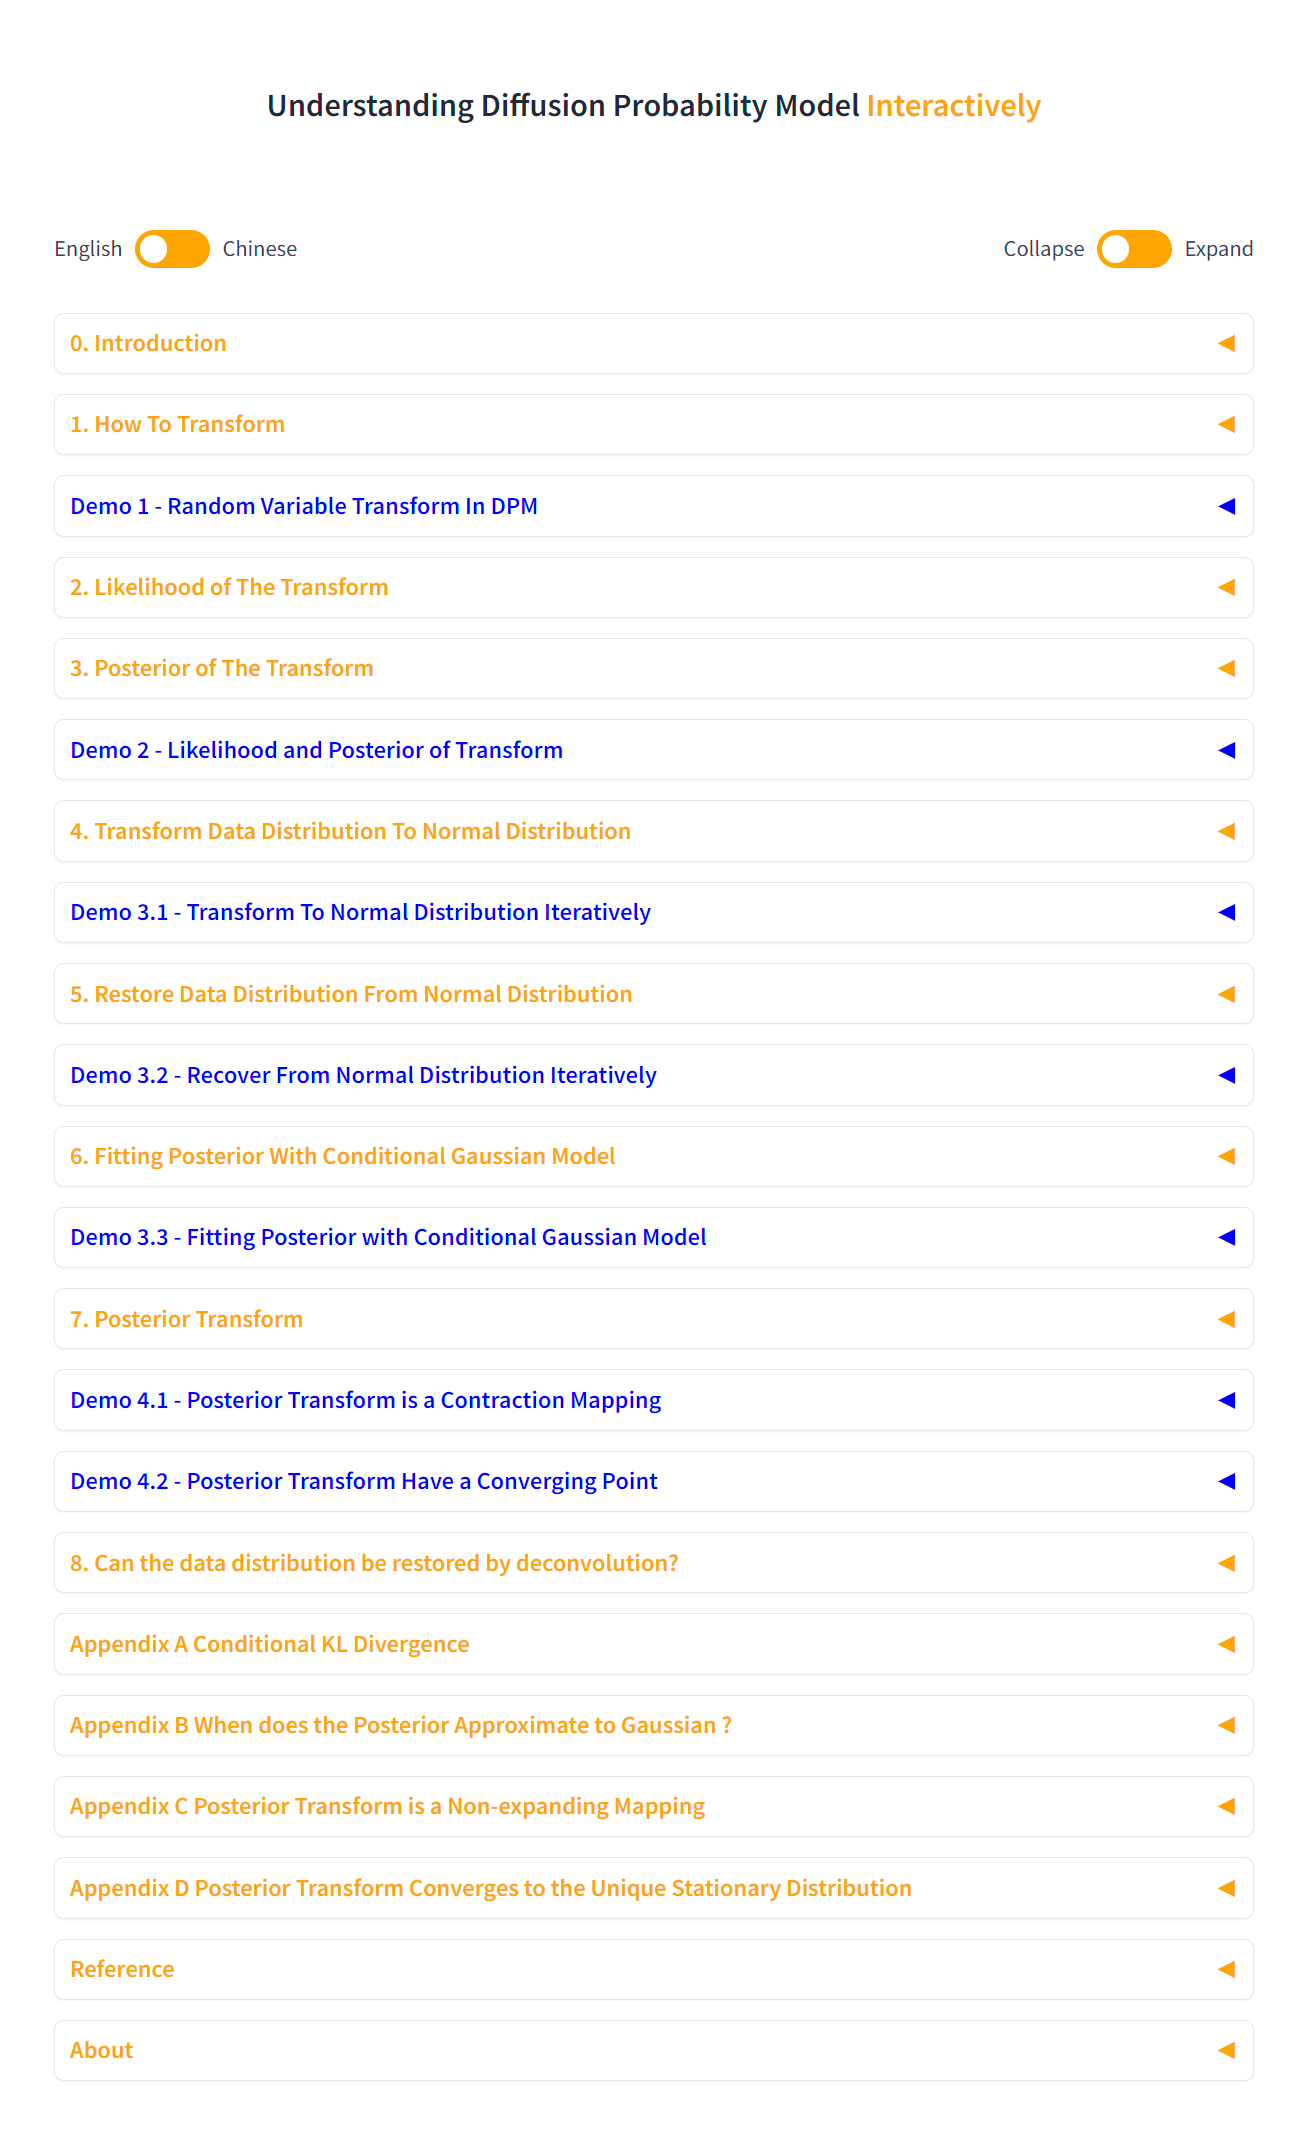 Understanding Diffusion Probability Model Interactively
English Chinese Collapse Expand
0. Introduction
1. How To Transform
Demo 1 - Random Variable Transform In DPM
2. Likelihood of The Transform
3. Posterior of The Transform
Demo 2 - Likelihood and Posterior of Transform
4. Transform Data Distribution To Normal Distribution
Demo 3.1 - Transform To Normal Distribution Iteratively
5. Restore Data Distribution From Normal Distribution
Demo 3.2 - Recover From Normal Distribution Iteratively
6. Fitting Posterior With Conditional Gaussian Model
Demo 3.3 - Fitting Posterior with Conditional Gaussian Model
7. Posterior Transform
Demo 4.1 - Posterior Transform is a Contraction Mapping
Demo 4.2 - Posterior Transform Have a Converging Point
8. Can the data distribution be restored by deconvolution?
Appendix A Conditional KL Divergence
Appendix B When does the Posterior Approximate to Gaussian ?
Appendix C Posterior Transform is a Non-expanding Mapping
Appendix D Posterior Transform Converges to the Unique Stationary Distribution
Reference
About